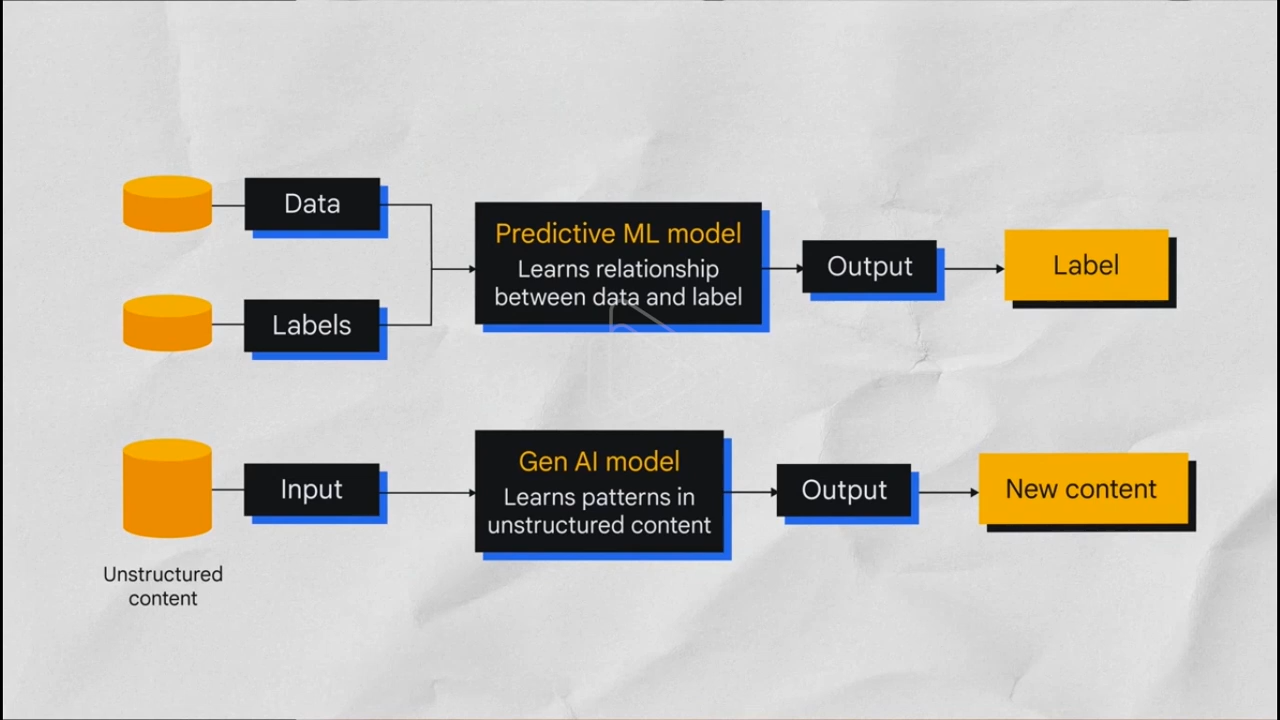 Data
Labels
Predictive ML model
Learns relationship
between data and label
Output
Label
Input
Gen AI model
Learns patterns in
unstructured content
Output
New content
Unstructured
content